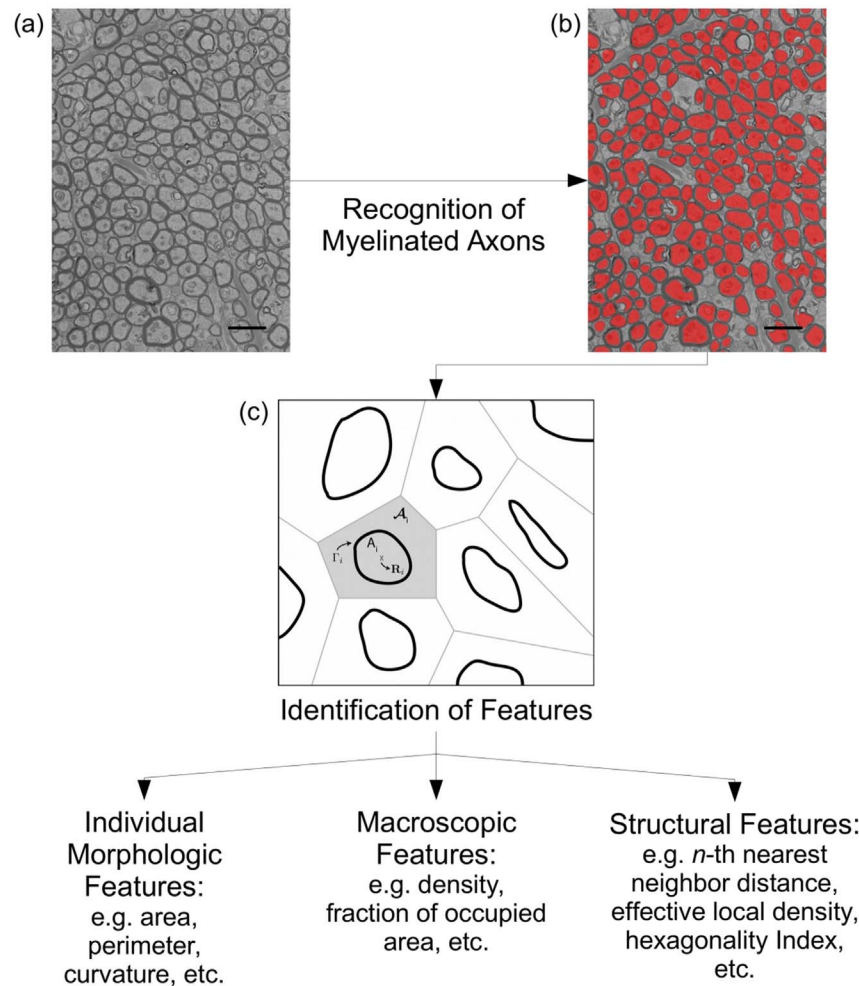 (a)
(b)
Recognition of
Myelinated Axons
(c)
𝒜i
Ai
Γi
x
Ri
Identification of Features
Individual
Morphologic
Features:
e.g. area,
perimeter,
curvature, etc.
Macroscopic
Features:
e.g. density,
fraction of occupied
area, etc.
Structural Features:
e.g. n-th nearest
neighbor distance,
effective local density,
hexagonality Index,
etc.